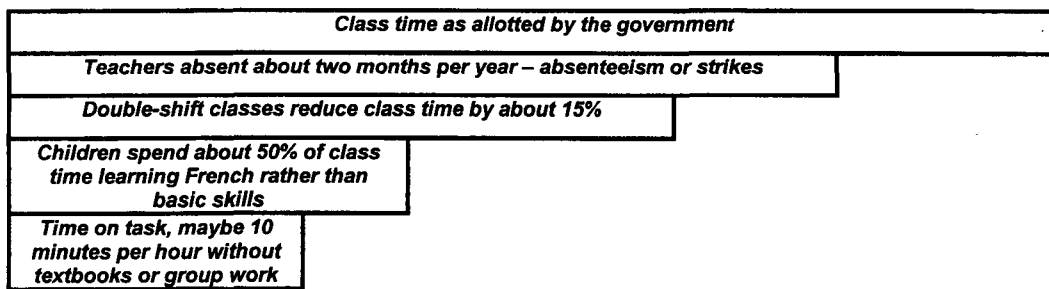 Class time as allotted by the government
Teachers absent about two months per year – absenteeism or strikes
Double-shift classes reduce class time by about 15%
Children spend about 50% of class
time learning French rather than
basic skills
Time on task, maybe 10
minutes per hour without
textbooks or group work